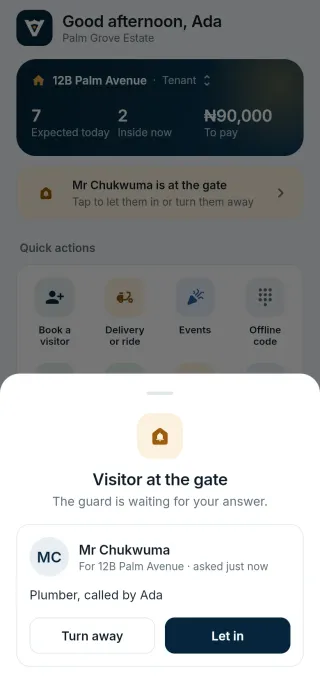 Good afternoon, Ada
Palm Grove Estate
12B Palm Avenue · Tenant
7 2 ₦90,000
Expected today Inside now To pay
Mr Chukwuma is at the gate
Tap to let them in or turn them away
Quick actions
Book a visitor
Delivery or ride
Events
Offline code
Visitor at the gate
The guard is waiting for your answer.
MC
Mr Chukwuma
For 12B Palm Avenue · asked just now
Plumber, called by Ada
Turn away Let in